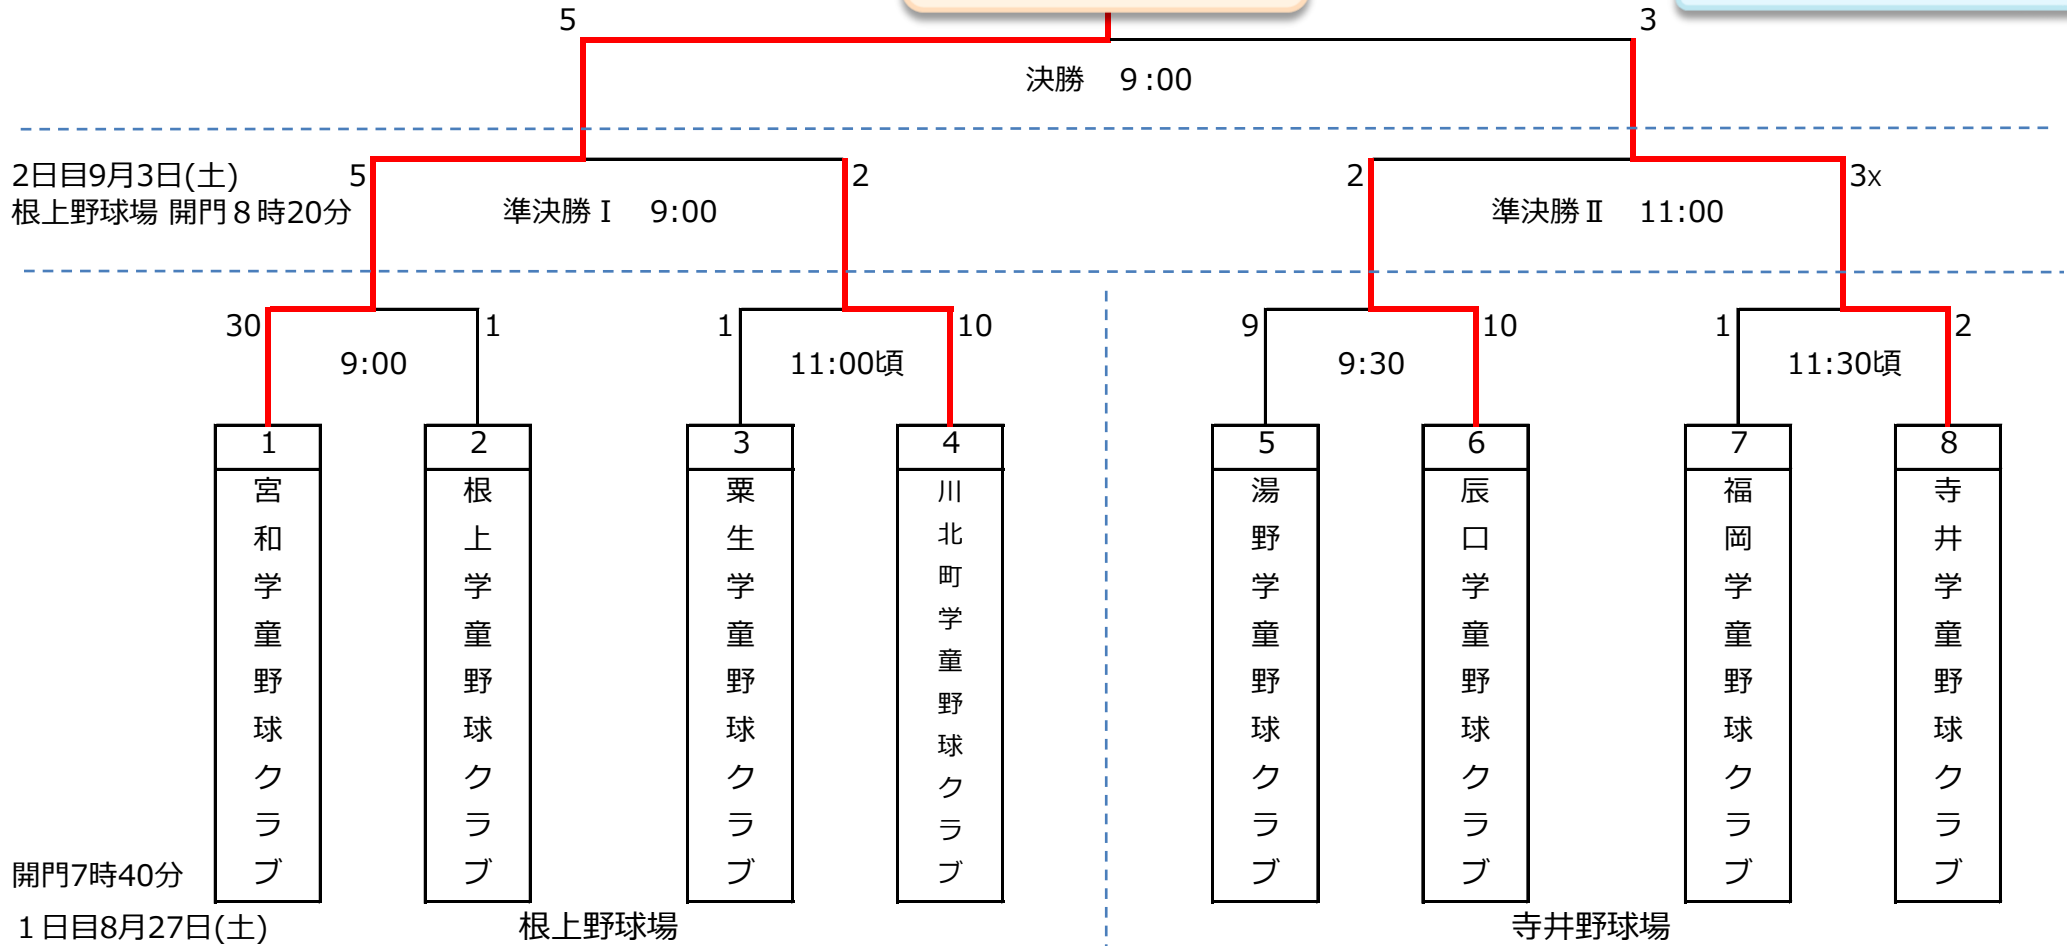 5
3
決勝　9:00
2日目9月3日(土)
根上野球場 開門８時20分
5
2
準決勝Ⅰ　9:00
2
3x
準決勝Ⅱ　11:00
30
1
9:00
1
10
11:00頃
9
10
9:30
1
2
11:30頃
1
宮和学童野球クラブ
2
根上学童野球クラブ
3
粟生学童野球クラブ
4
川北町学童野球クラブ
5
湯野学童野球クラブ
6
辰口学童野球クラブ
7
福岡学童野球クラブ
8
寺井学童野球クラブ
開門7時40分
１日目8月27日(土)
根上野球場
寺井野球場